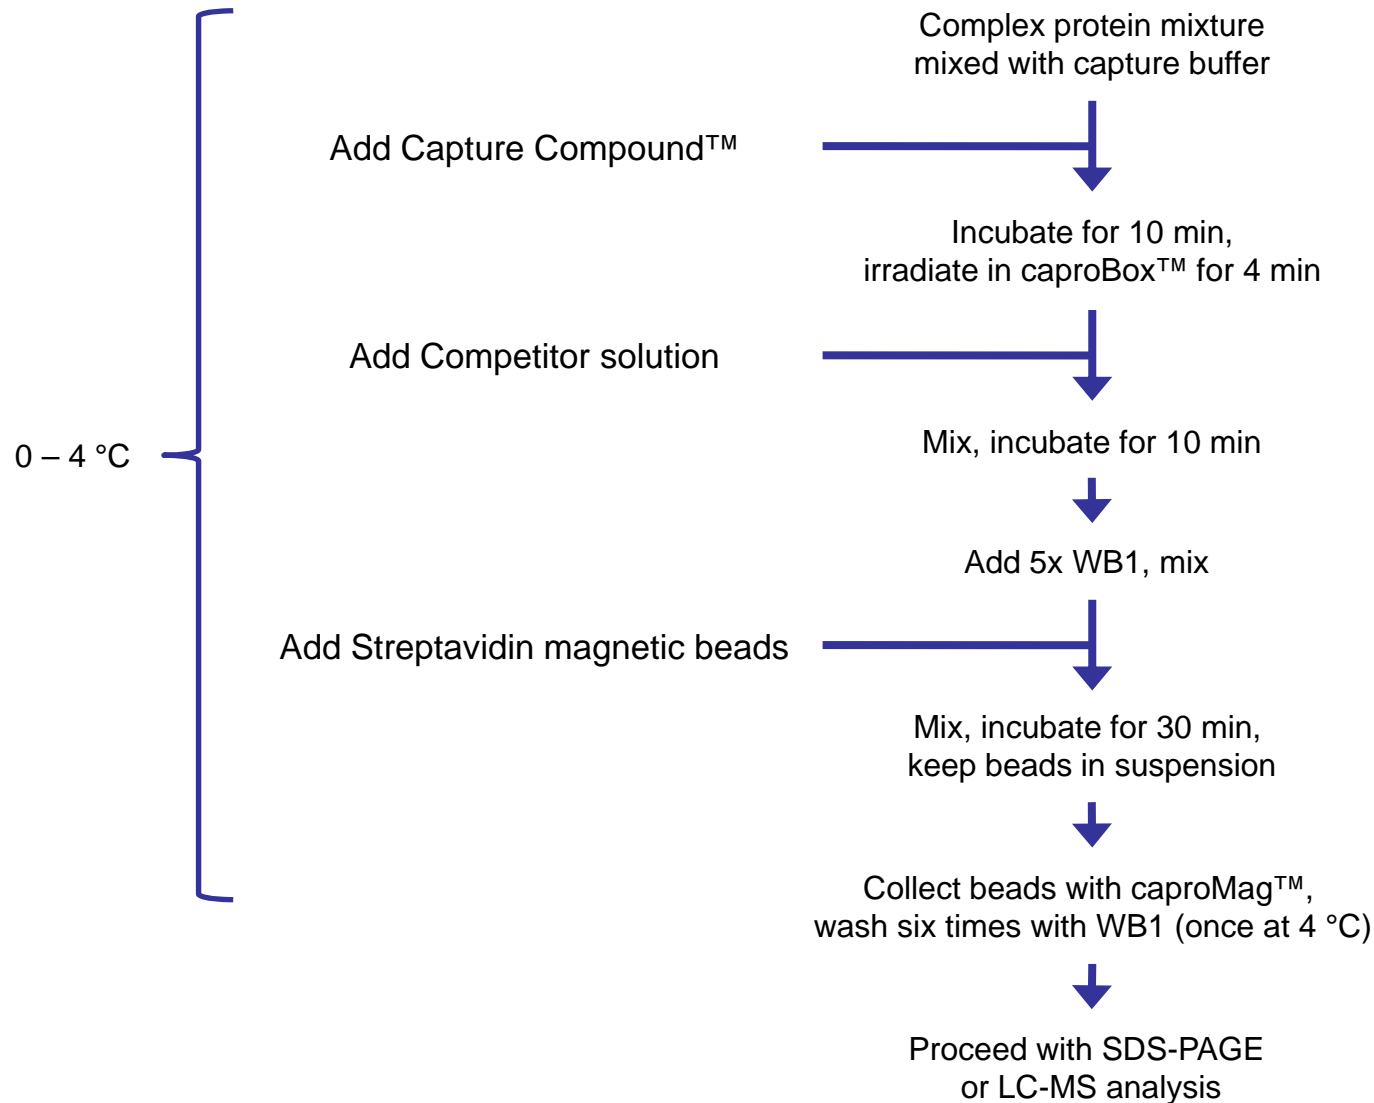 Complex protein mixture
mixed with capture buffer
Add Capture Compound™
Incubate for 10 min,
irradiate in caproBox™ for 4 min
Add Competitor solution
Mix, incubate for 10 min
0 – 4 °C
Add 5x WB1, mix
Add Streptavidin magnetic beads
Mix, incubate for 30 min,
keep beads in suspension
Collect beads with caproMag™,
wash six times with WB1 (once at 4 °C)
Proceed with SDS-PAGE
or LC-MS analysis